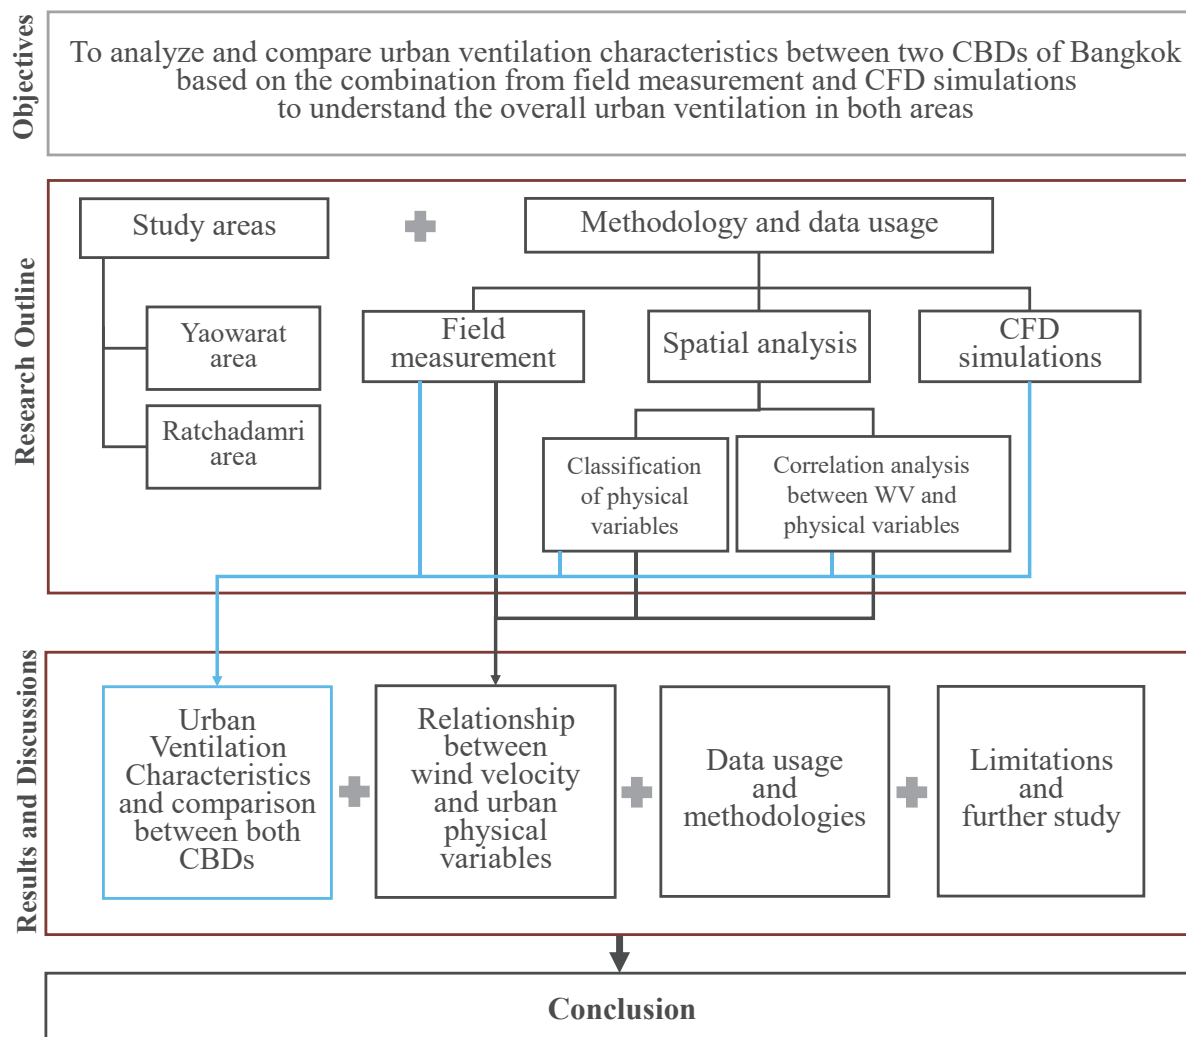 Objectives
To analyze and compare urban ventilation characteristics between two CBDs of Bangkok
based on the combination from field measurement and CFD simulations
to understand the overall urban ventilation in both areas
Research Outline
Study areas
Methodology and data usage
Yaowarat
area
Ratchadamri
area
Field
measurement
Spatial analysis
CFD
simulations
Classification
of physical
variables
Correlation analysis
between WV and
physical variables
Results and Discussions
Urban
Ventilation
Characteristics
and comparison
between both
CBDs
Relationship
between
wind velocity
and urban
physical
variables
Data usage
and
methodologies
Limitations
and
further study
Conclusion